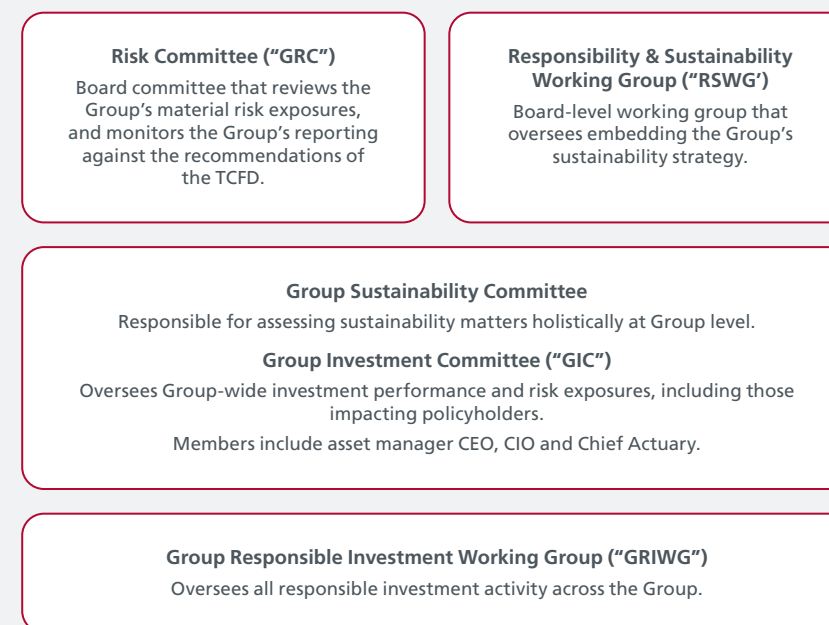 Risk Committee (“GRC”)
Board committee that reviews the
Group’s material risk exposures,
and monitors the Group’s reporting
against the recommendations of
the TCFD.
Responsibility & Sustainability
Working Group (“RSWG’)
Board-level working group that
oversees embedding the Group’s
sustainability strategy.
Group Sustainability Committee
Responsible for assessing sustainability matters holistically at Group level.
Group Investment Committee (“GIC”)
Oversees Group-wide investment performance and risk exposures, including those
impacting policyholders.
Members include asset manager CEO, CIO and Chief Actuary.
Group Responsible Investment Working Group (“GRIWG”)
Oversees all responsible investment activity across the Group.